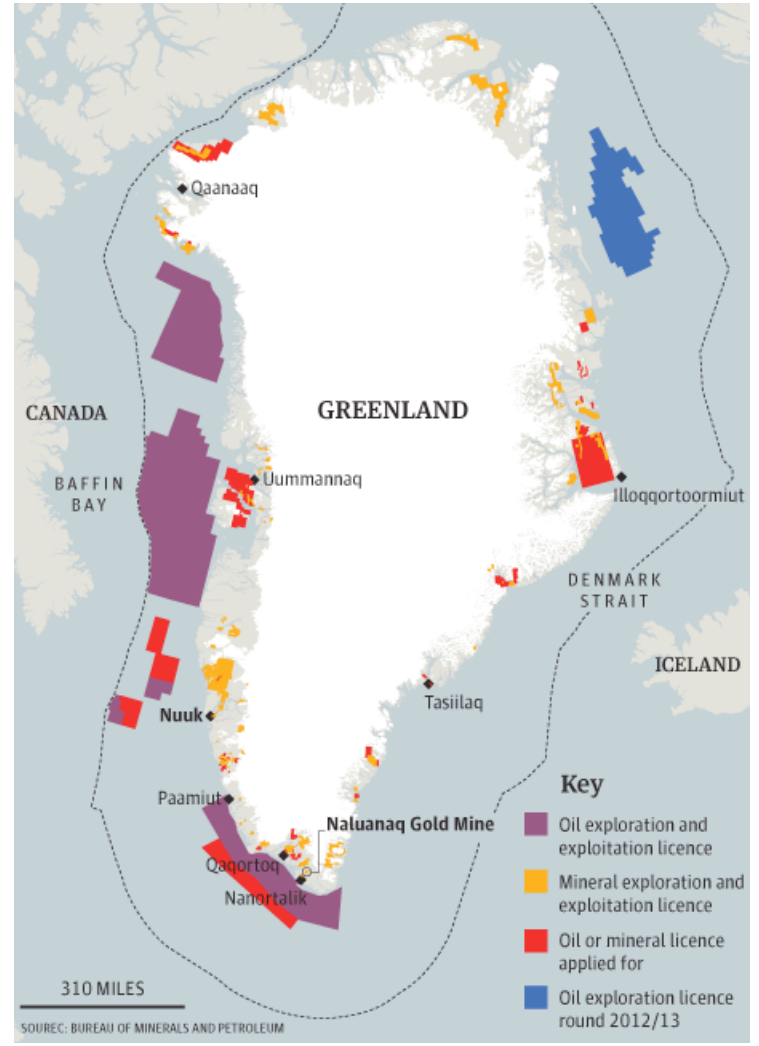 Qaanaaq
GREENLAND
CANADA
BAFFIN
BAY
Uummannaq
Illoqqortoormiut
DENMARK
STRAIT
ICELAND
Tasiilaq
Nuuk
Paamiut
Naluanaq Gold Mine
Qaqortoq
Nanortalik
Key
Oil exploration and
exploitation licence
Mineral exploration and
exploitation licence
Oil or mineral licence
applied for
Oil exploration licence
round 2012/13
310 MILES
SOUREC: BUREAU OF MINERALS AND PETROLEUM